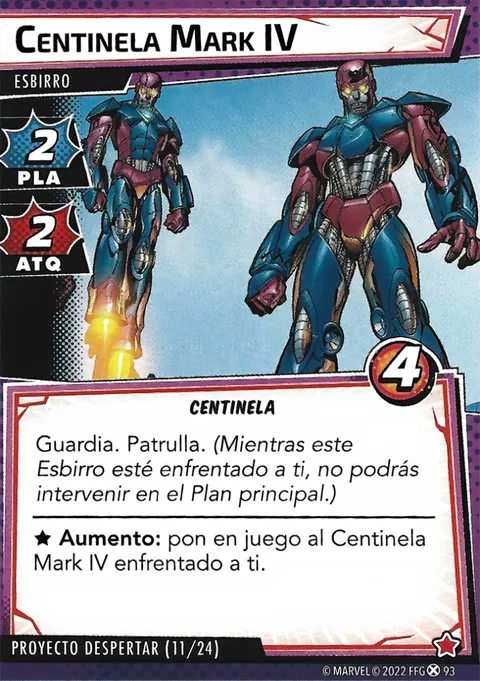 CENTINELA MARK IV
ESBIRRO
2
PLA
2
ATQ
4
CENTINELA
Guardia. Patrulla. (Mientras este
Esbirro esté enfrentado a ti, no podrás
intervenir en el Plan principal.)
★ Aumento: pon en juego al Centinela
Mark IV enfrentado a ti.
PROYECTO DESPERTAR (11/24)
© MARVEL © 2022 FFG 93